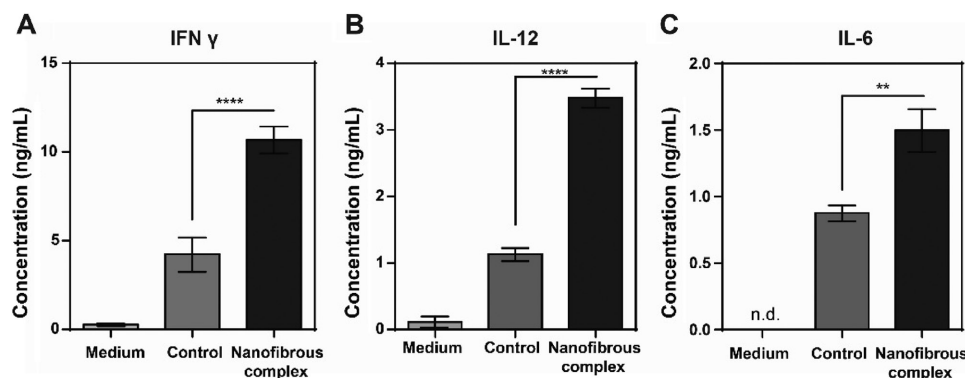 A
IFN γ
Concentration (ng/mL)
15
10
5
0
****
Medium
Control
Nanofibrous
complex
B
IL-12
Concentration (ng/mL)
4
3
2
1
0
****
Medium
Control
Nanofibrous
complex
C
IL-6
Concentration (ng/mL)
2.0
1.5
1.0
0.5
0.0
**
n.d.
Medium
Control
Nanofibrous
complex